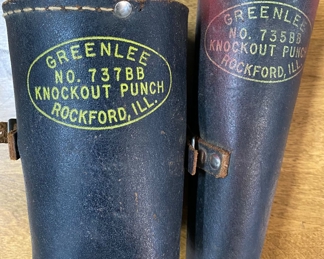 GREENLEE
NO. 737BB
KNOCKOUT PUNCH
ROCKFORD, ILL.
GREENLEE
NO. 735BB
KNOCKOUT PUNCH
ROCKFORD, ILL.